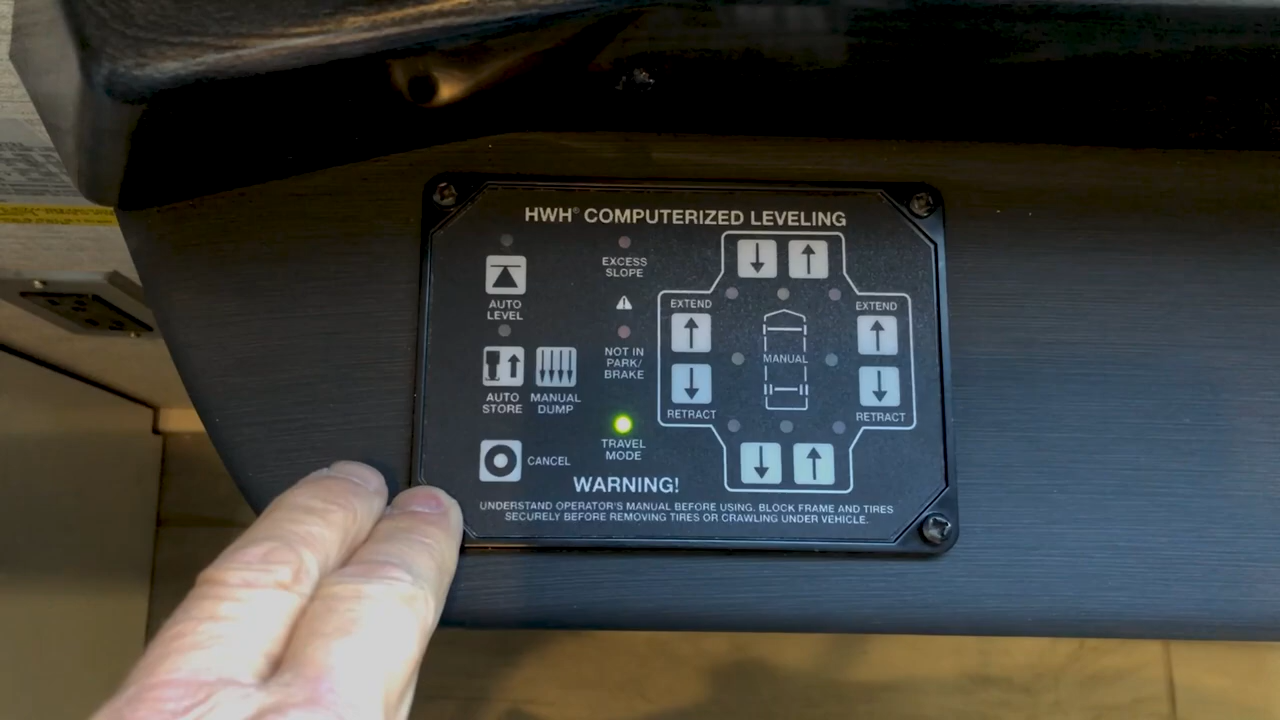 HWH® COMPUTERIZED LEVELING
AUTO
LEVEL
AUTO
STORE
MANUAL
DUMP
CANCEL
EXCESS
SLOPE
NOT IN
PARK/
BRAKE
TRAVEL
MODE
EXTEND
RETRACT
MANUAL
EXTEND
RETRACT
WARNING!
UNDERSTAND OPERATOR'S MANUAL BEFORE USING. BLOCK FRAME AND TIRES
SECURELY BEFORE REMOVING TIRES OR CRAWLING UNDER VEHICLE.